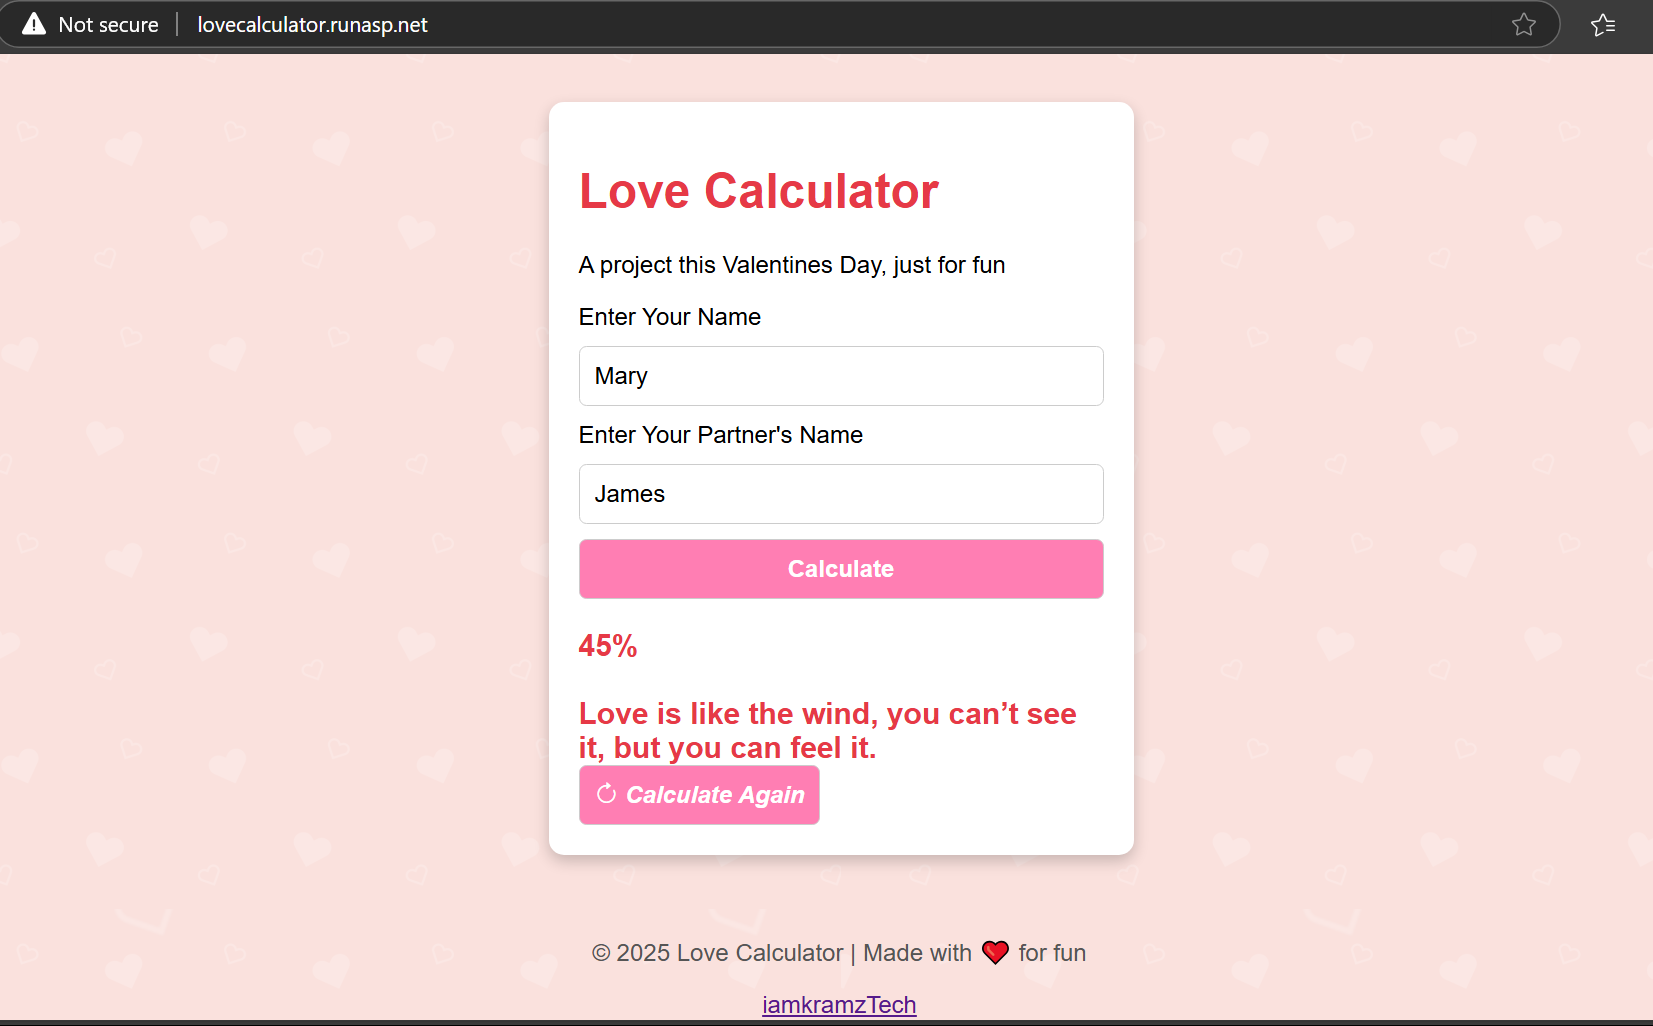 Not secure lovecalculator.runasp.net
Love Calculator
A project this Valentines Day, just for fun
Enter Your Name
Mary
Enter Your Partner's Name
James
Calculate
45%
Love is like the wind, you can’t see
it, but you can feel it.
Calculate Again
© 2025 Love Calculator | Made with ❤️ for fun
iamkramzTech